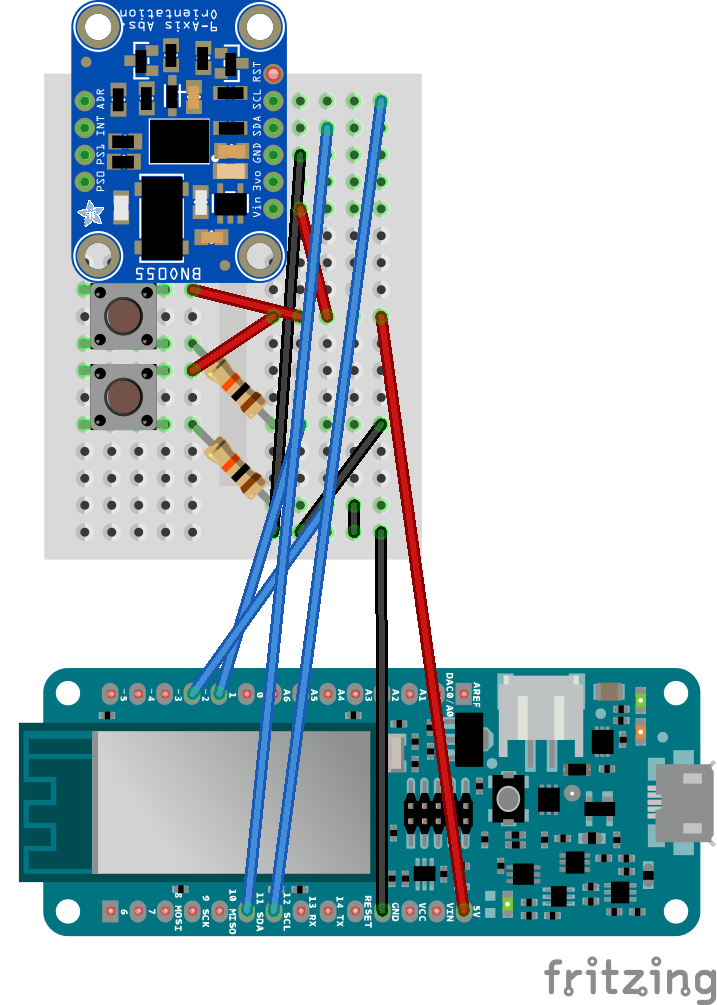 9-Axis Abs.
Orientation
RST
SCL
SDA
GND
3vo
Vin
ADR
INT
PS1
PS0
BNO055
~5
~4
~3
~2
1
0
A6
A5
A4
A3
A2
A1
DAC0/A0
AREF
6
7
8 MOSI
9 SCK
10 MISO
11 SDA
12 SCL
13 RX
14 TX
RESET
GND
VCC
VIN
5V
fritzing